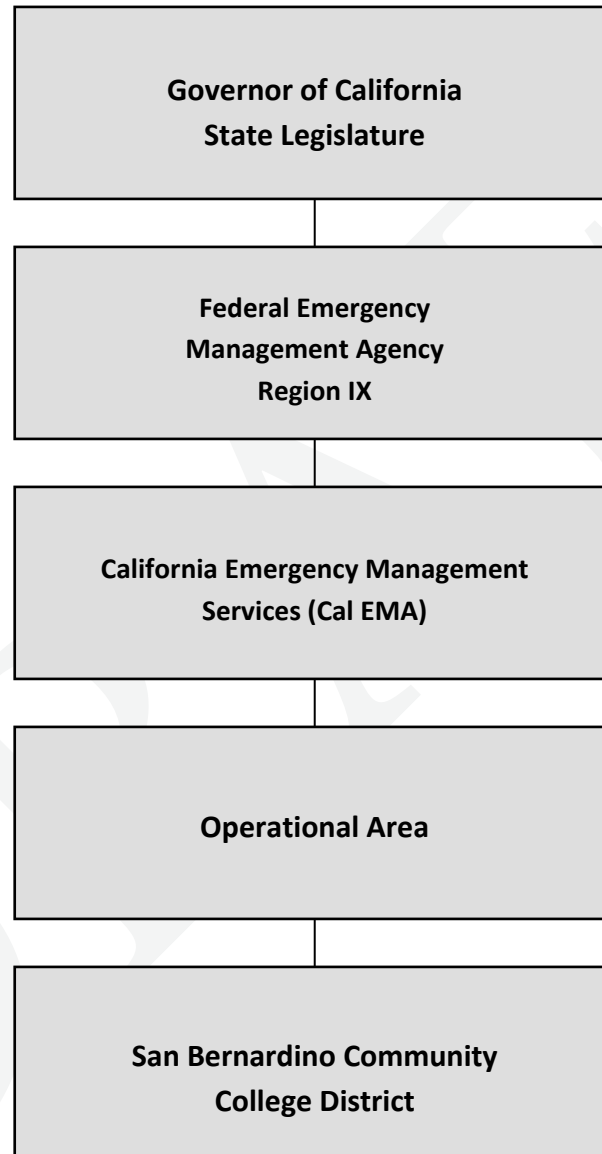 Governor of California
State Legislature
Federal Emergency
Management Agency
Region IX
California Emergency Management
Services (Cal EMA)
Operational Area
San Bernardino Community
College District